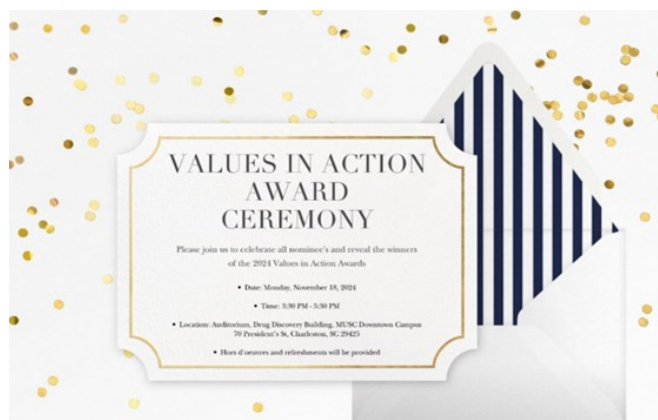 VALUES IN ACTION
AWARD
CEREMONY
Please join us to celebrate all nominee's and reveal the winners
of the 2024 Values in Action Awards
• Date: Monday, November 18, 2024
• Time: 3:30 PM - 5:30 PM
• Location: Auditorium, Drug Discovery Building, MUSC Downtown Campus
70 President's St, Charleston, SC 29425
• Hors d'oeuvres and refreshments will be provided